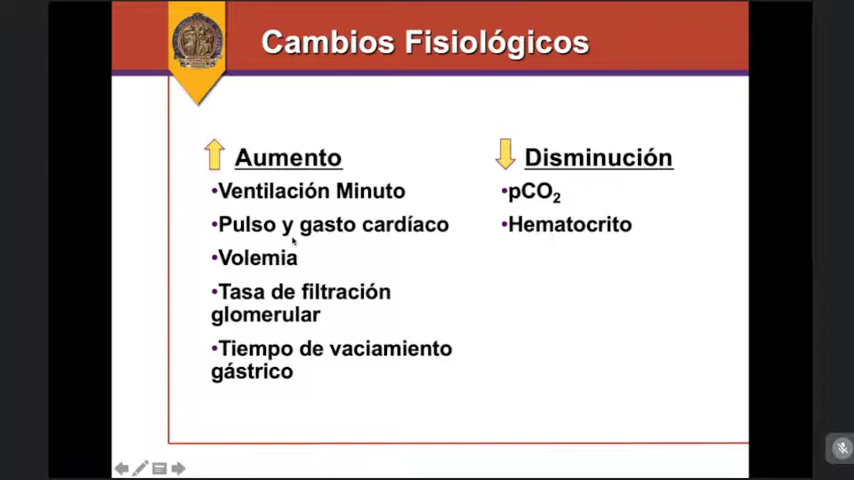 Cambios Fisiológicos
Aumento
•Ventilación Minuto
•Pulso y gasto cardíaco
•Volemia
•Tasa de filtración
glomerular
•Tiempo de vaciamiento
gástrico
Disminución
•pCO₂
•Hematocrito